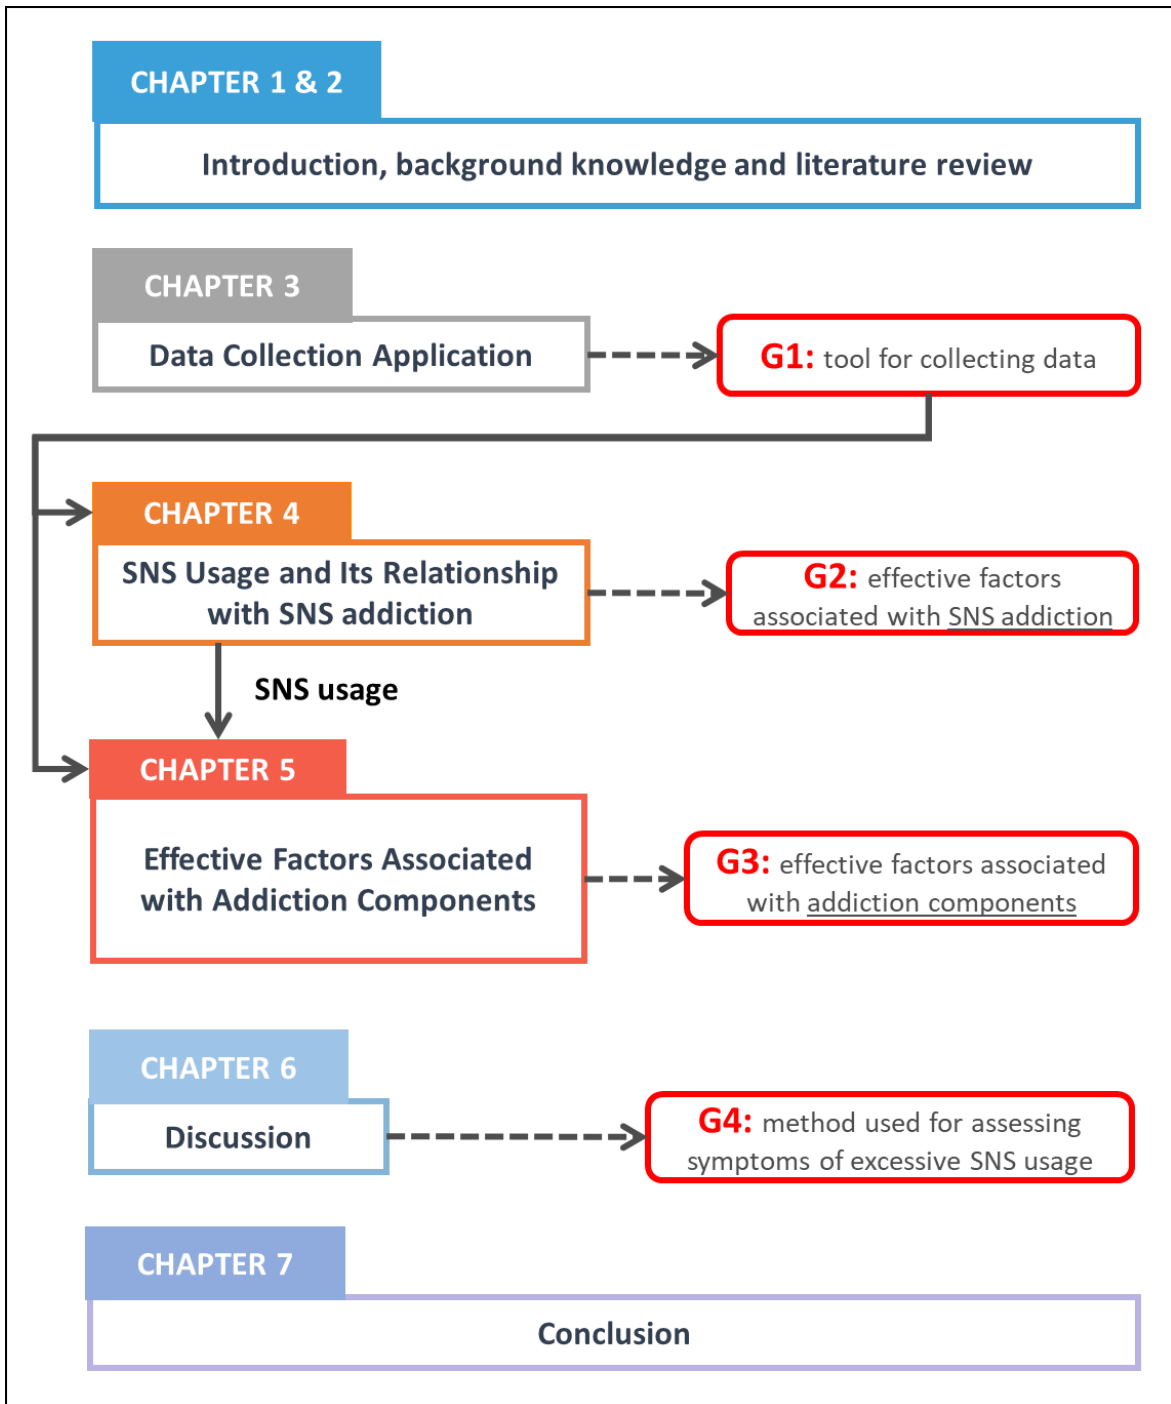 CHAPTER 1 & 2
Introduction, background knowledge and literature review
CHAPTER 3
Data Collection Application
G1: tool for collecting data
CHAPTER 4
SNS Usage and Its Relationship
with SNS addiction
G2: effective factors
associated with SNS addiction
SNS usage
CHAPTER 5
Effective Factors Associated
with Addiction Components
G3: effective factors associated
with addiction components
CHAPTER 6
Discussion
G4: method used for assessing
symptoms of excessive SNS usage
CHAPTER 7
Conclusion